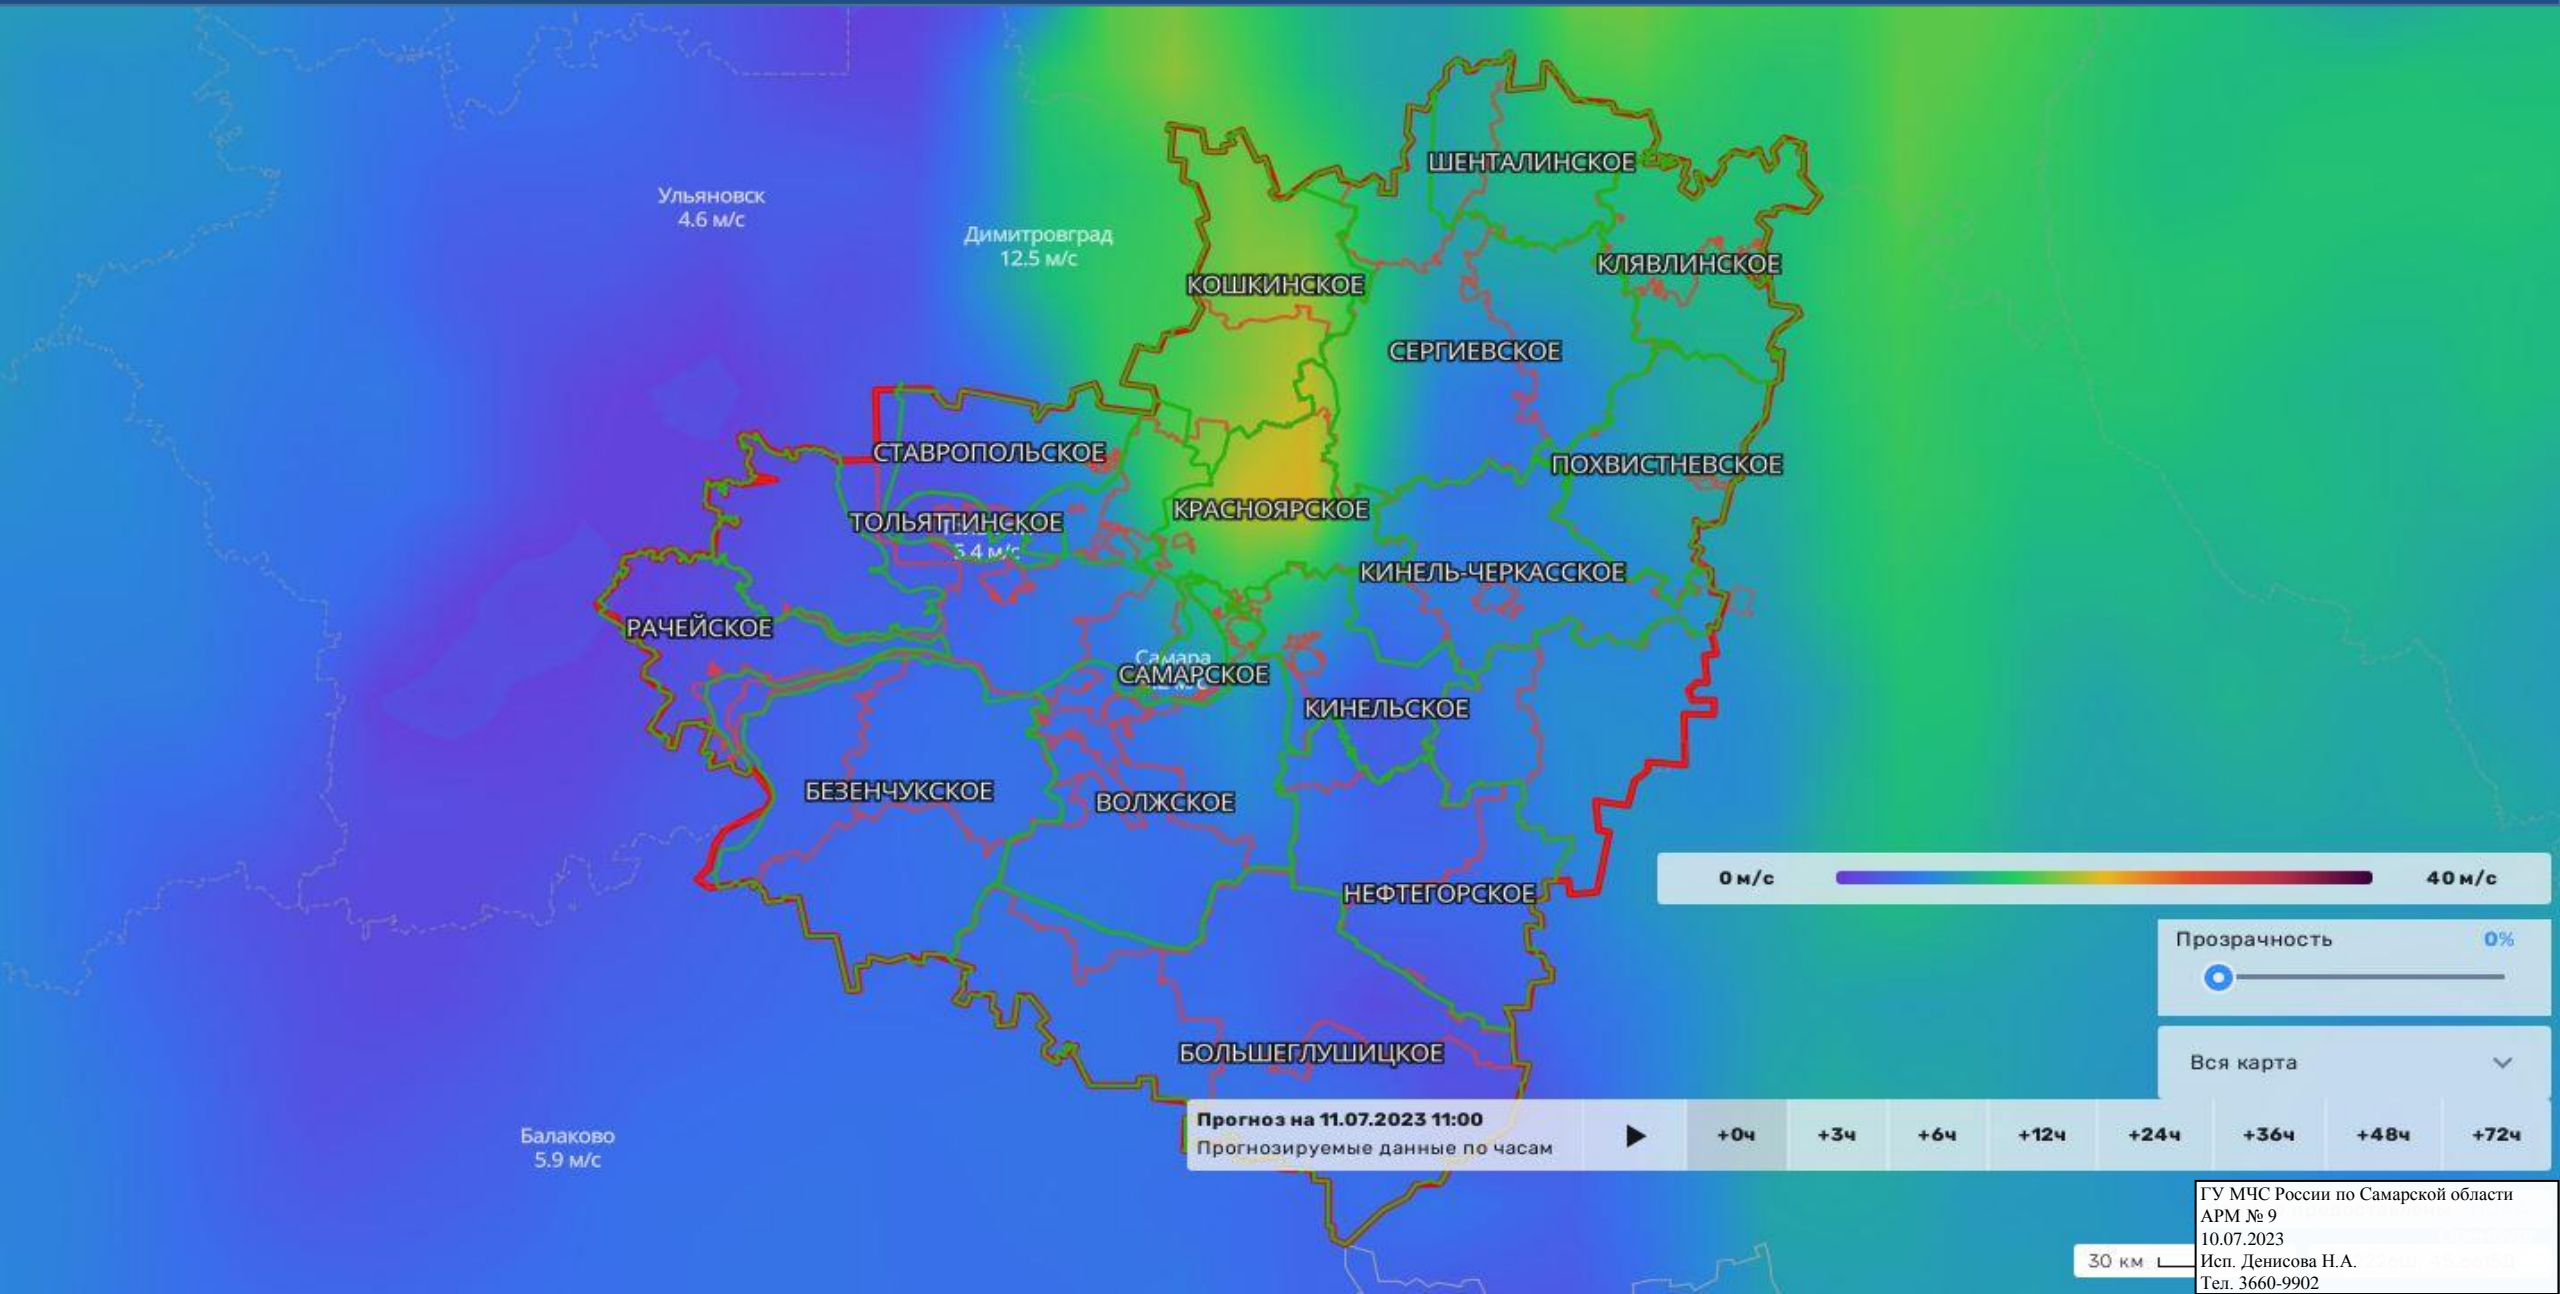 ШЕНТАЛИНСКОЕ
Ульяновск
4.6 м/с
Димитровград
12.5 м/с
КЛЯВЛИНСКОЕ
КОШКИНСКОЕ
СЕРГИЕВСКОЕ
СТАВРОПОЛЬСКОЕ
ПОХВИСТНЕВСКОЕ
КРАСНОЯРСКОЕ
ТОЛЬЯТТИНСКОЕ
5.4 м/с
КИНЕЛЬ-ЧЕРКАССКОЕ
РАЧЕЙСКОЕ
Самара
САМАРСКОЕ
КИНЕЛЬСКОЕ
БЕЗЕНЧУКСКОЕ
ВОЛЖСКОЕ
0 м/с
40 м/с
НЕФТЕГОРСКОЕ
Прозрачность 0%
БОЛЬШЕГЛУШИЦКОЕ
Вся карта
Балаково
5.9 м/с
Прогноз на 11.07.2023 11:00
Прогнозируемые данные по часам
+0ч +3ч +6ч +12ч +24ч +36ч +48ч +72ч
30 км
ГУ МЧС России по Самарской области
АРМ № 9
10.07.2023
Исп. Денисова Н.А.
Тел. 3660-9902